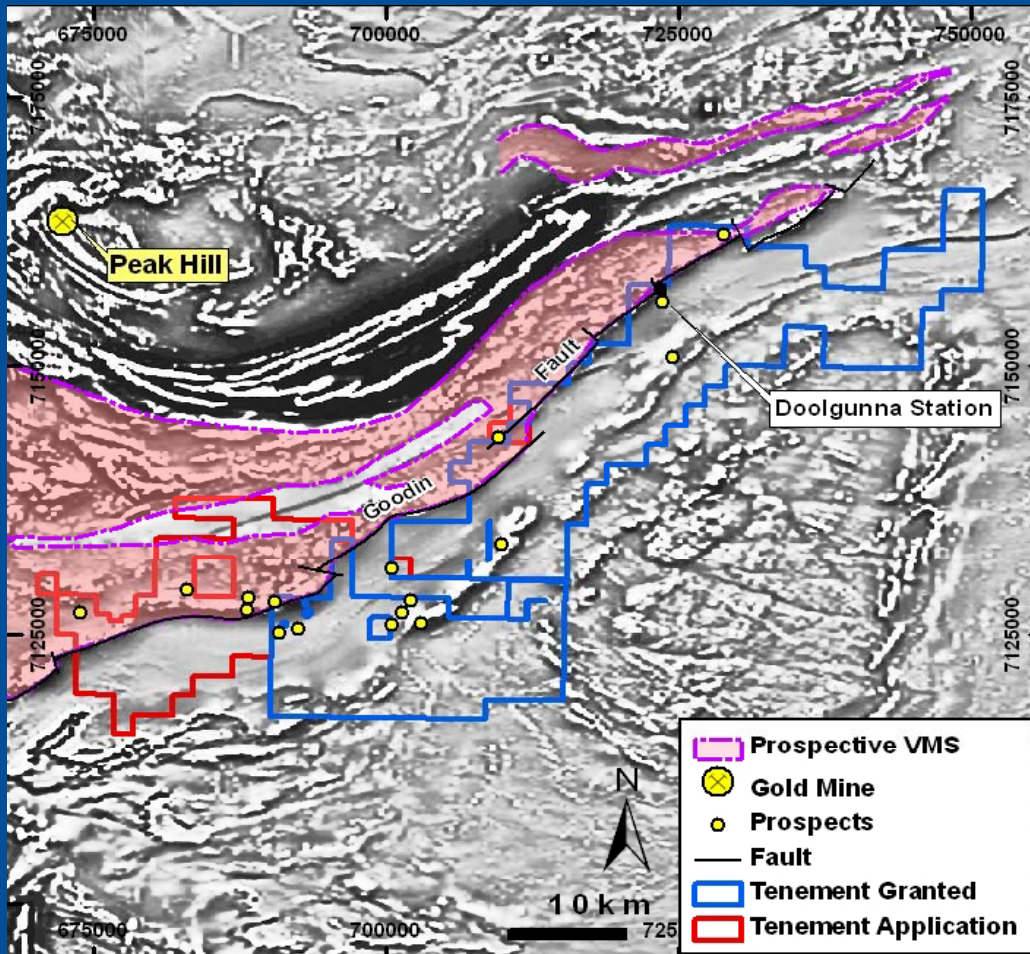 675000
700000
725000
750000
7175000
7175000
Peak Hill
Fault
7150000
7150000
Doolgunna Station
Goodin
7125000
7125000
N
10 km
675000
700000
725
Prospective VMS
Gold Mine
Prospects
Fault
Tenement Granted
Tenement Application